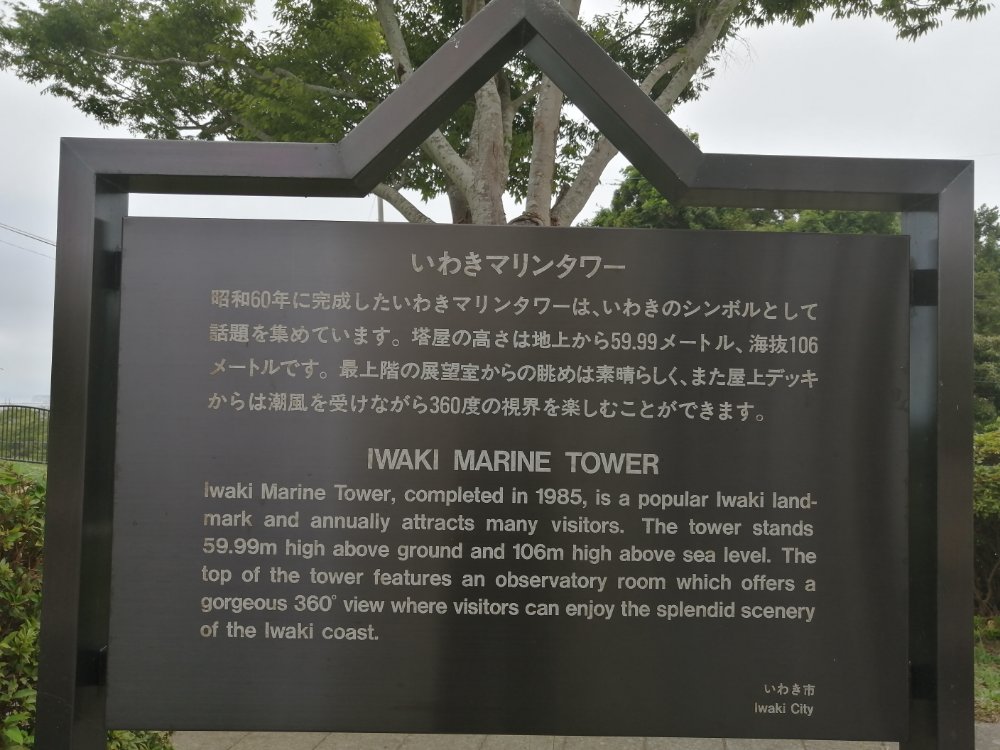 いわきマリンタワー
昭和60年に完成したいわきマリンタワーは、いわきのシンボルとして
話題を集めています。塔屋の高さは地上から59.99メートル、海抜106
メートルです。最上階の展望室からの眺めは素晴らしく、また屋上デッキ
からは潮風を受けながら360度の視界を楽しむことができます。
IWAKI MARINE TOWER
Iwaki Marine Tower, completed in 1985, is a popular Iwaki land-
mark and annually attracts many visitors. The tower stands
59.99m high above ground and 106m high above sea level. The
top of the tower features an observatory room which offers a
gorgeous 360° view where visitors can enjoy the splendid scenery
of the Iwaki coast.
いわき市
Iwaki City